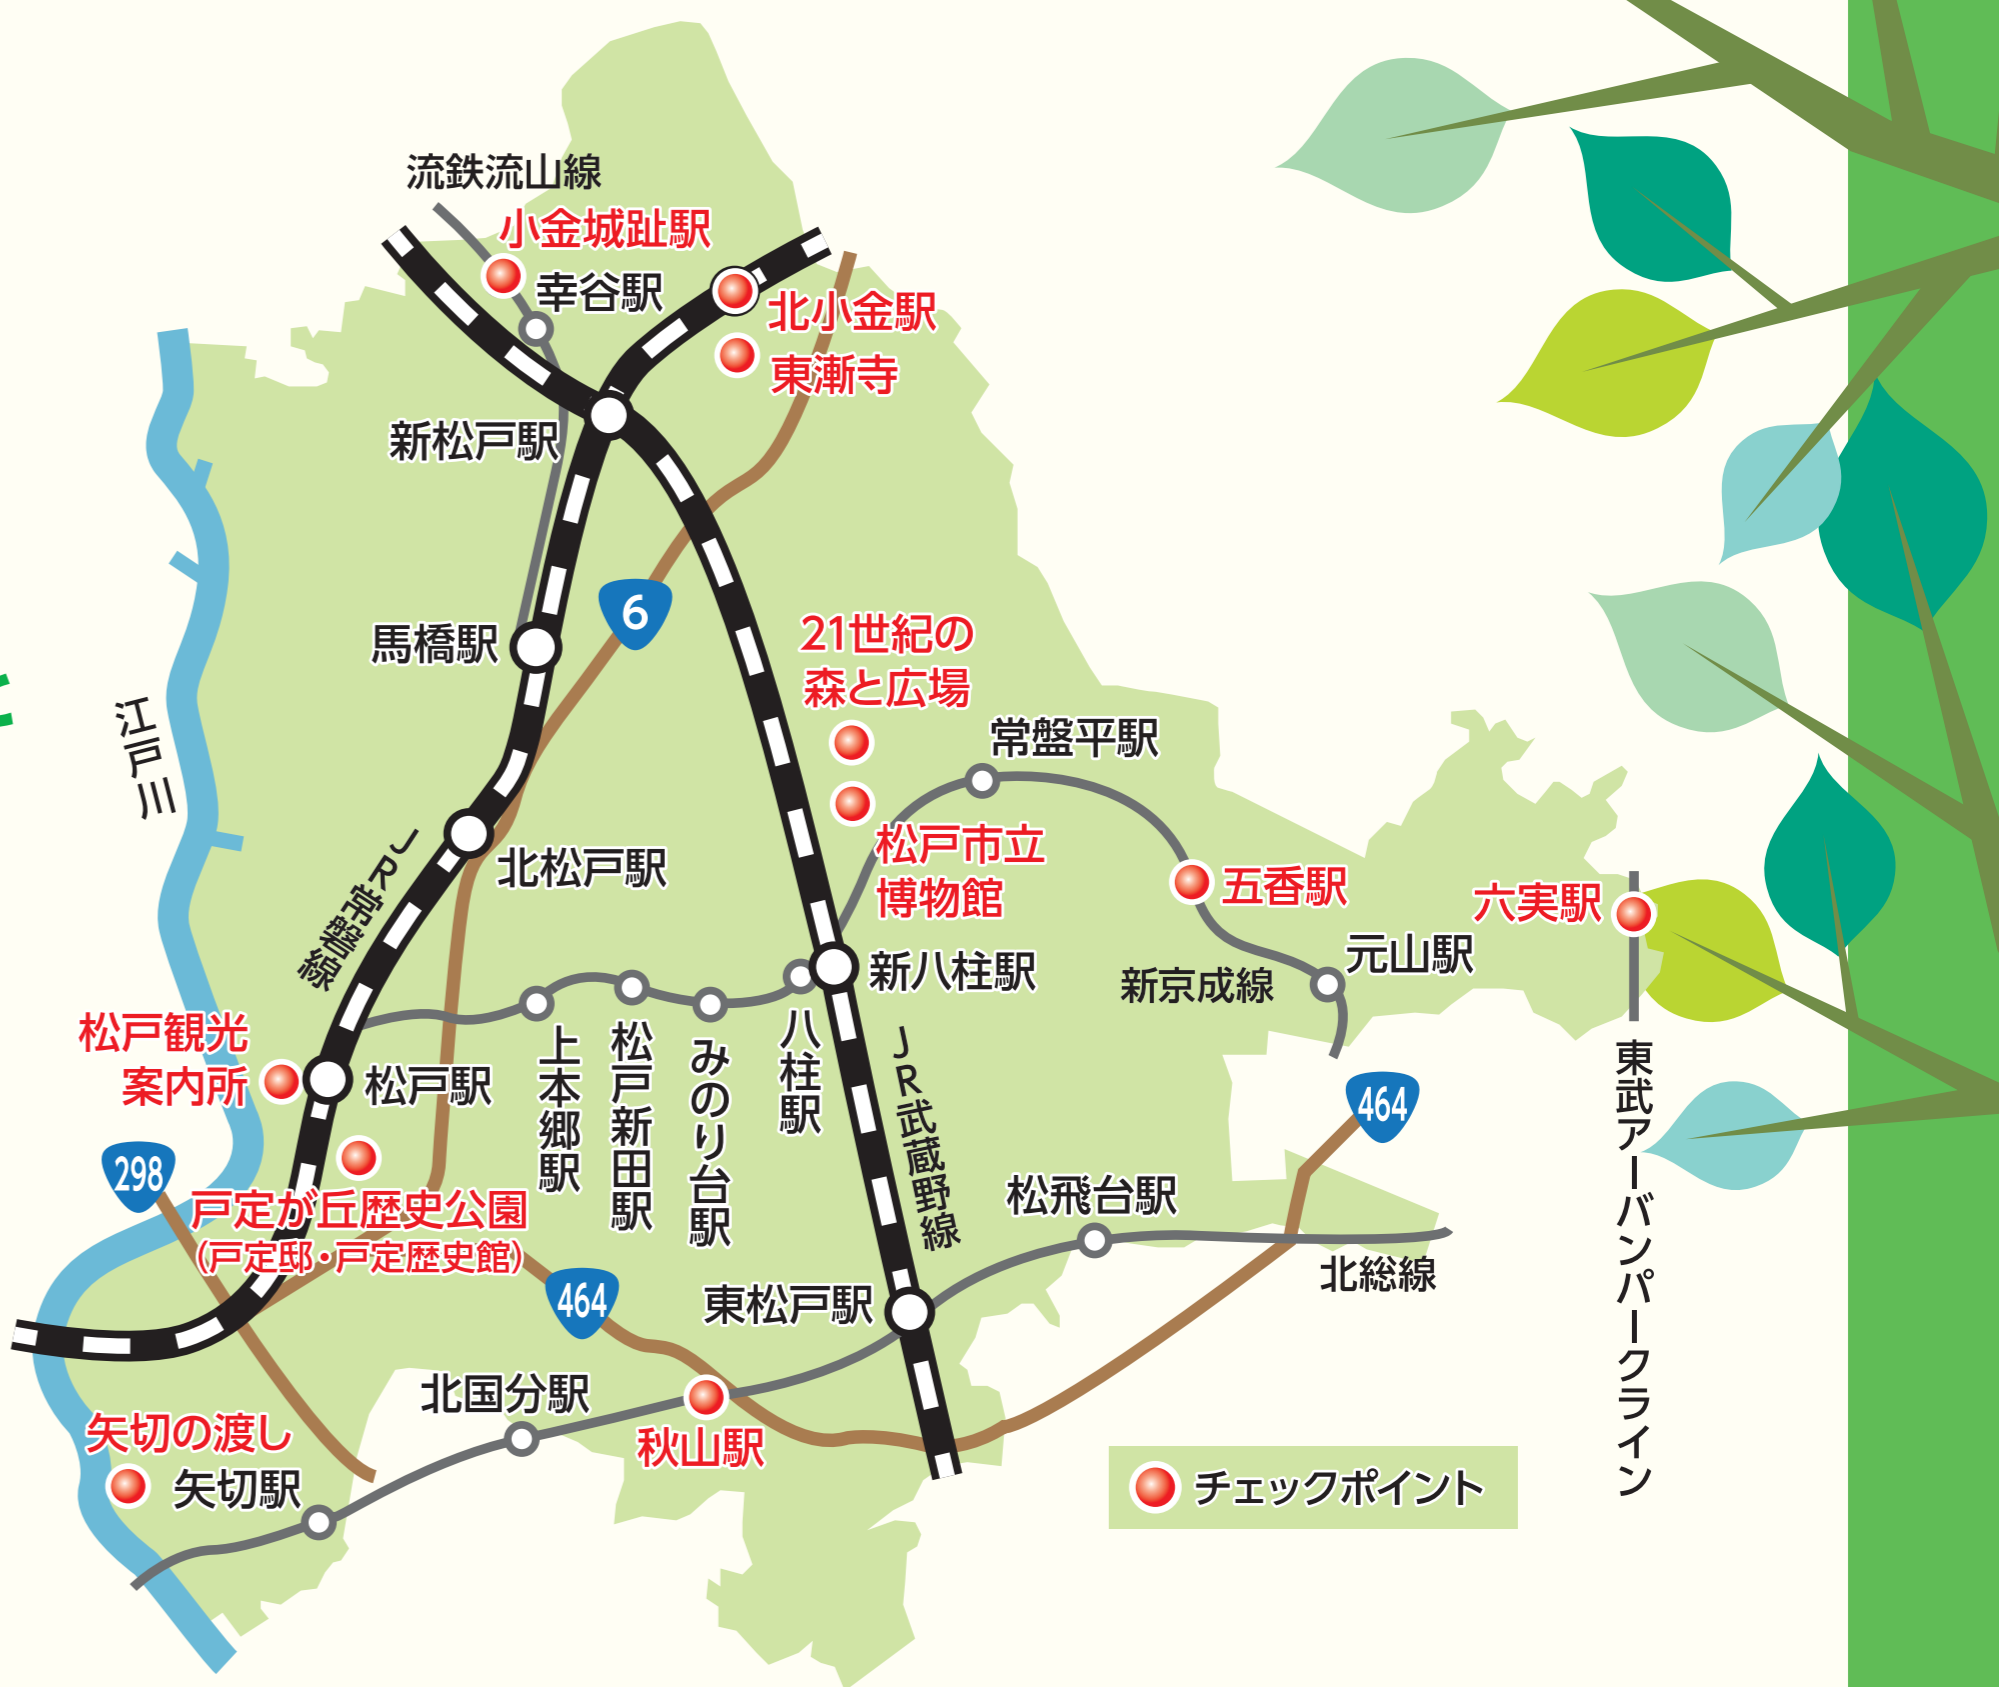 流鉄流山線
小金城趾駅
幸谷駅
北小金駅
東漸寺
新松戸駅
6
馬橋駅
21世紀の
森と広場
江戸川
常盤平駅
JR常磐線
北松戸駅
松戸市立
博物館
五香駅
六実駅
元山駅
新京成線
新八柱駅
松戸観光
案内所
松戸駅
上本郷駅
松戸新田駅
みのり台駅
八柱駅
JR武蔵野線
東武アーバンパークライン
464
298
戸定が丘歴史公園
(戸定邸・戸定歴史館)
松飛台駅
北総線
464
東松戸駅
北国分駅
秋山駅
矢切の渡し
矢切駅
チェックポイント